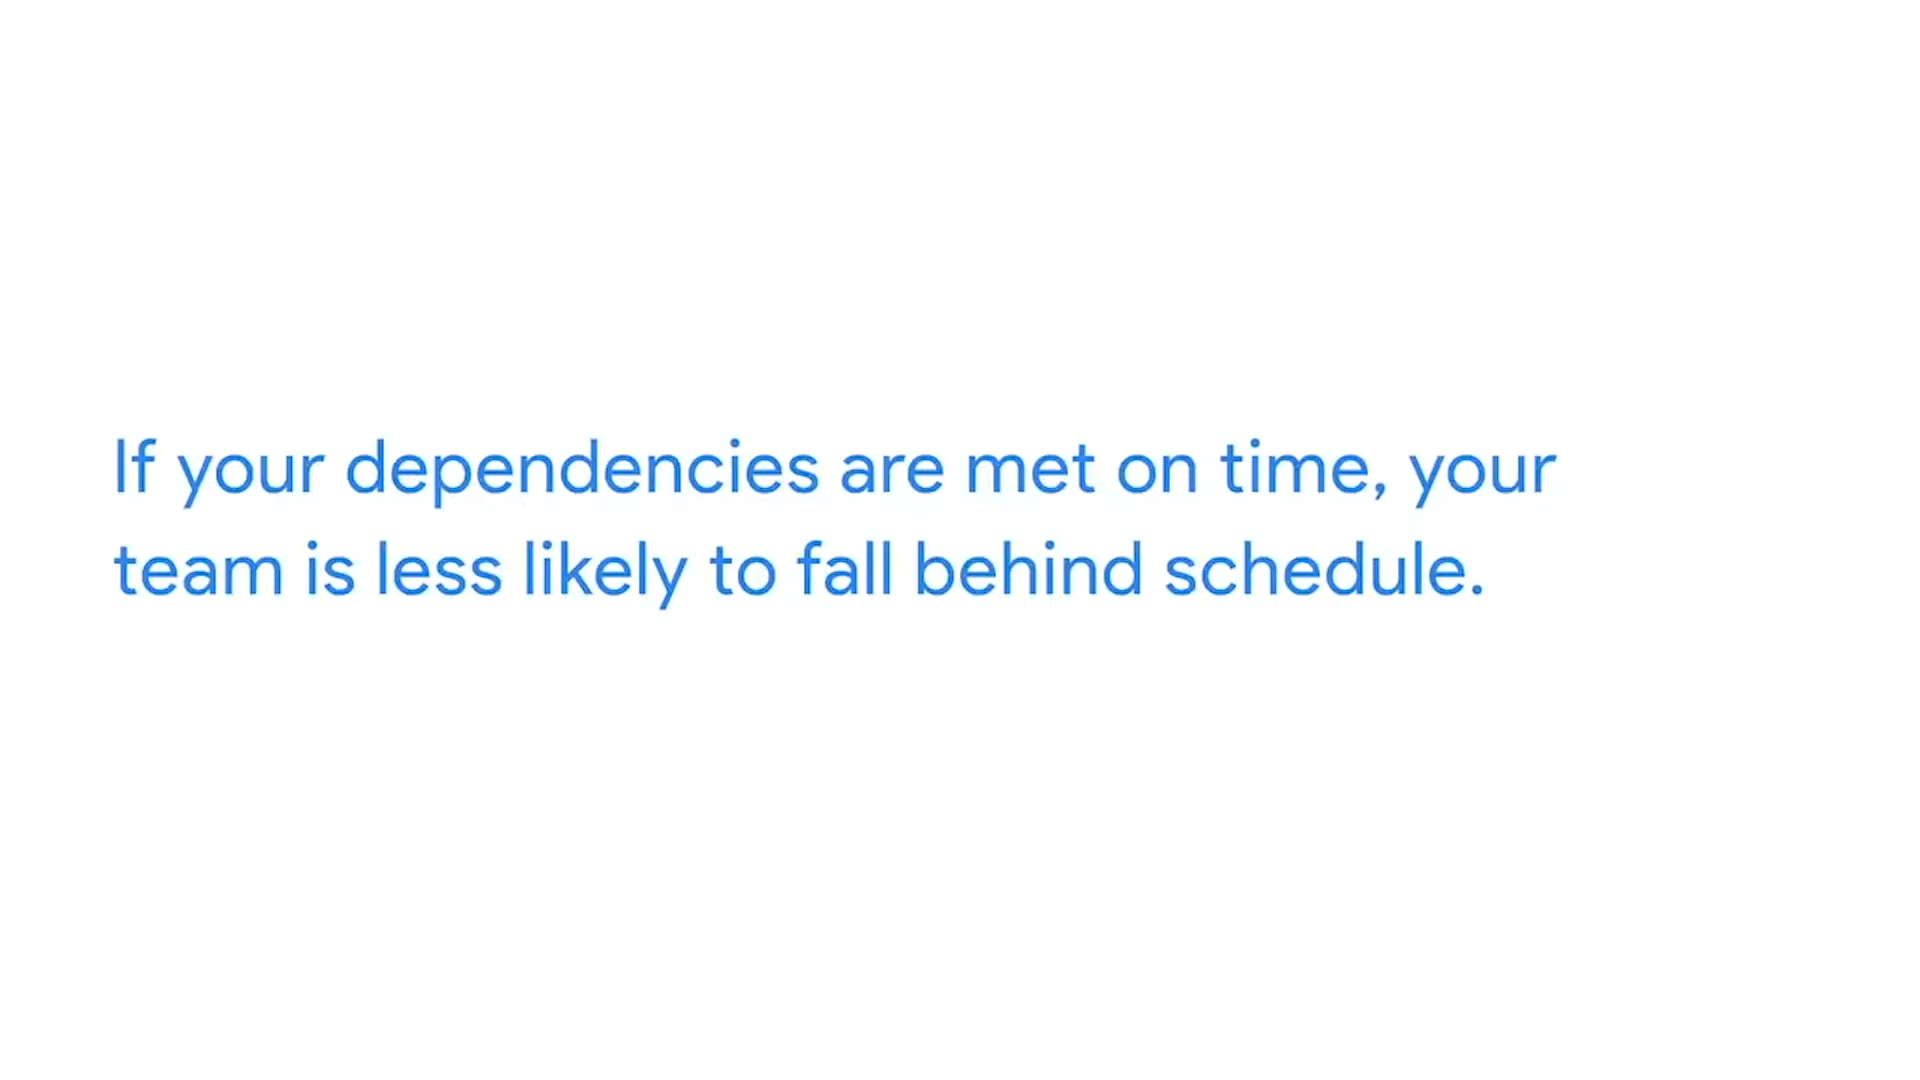 If your dependencies are met on time, your
team is less likely to fall behind schedule.